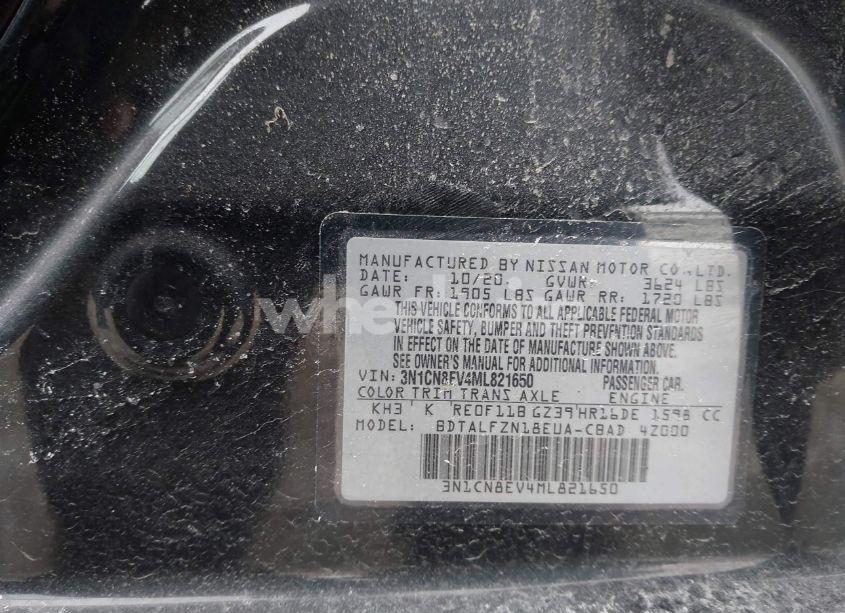 MANUFACTURED BY NISSAN MOTOR CO.,LTD.
DATE: 10/20 GVWR: 3624 LBS
GAWR FR: 1905 LBS GAWR RR: 1720 LBS
THIS VEHICLE CONFORMS TO ALL APPLICABLE FEDERAL MOTOR
VEHICLE SAFETY, BUMPER AND THEFT PREVENTION STANDARDS
IN EFFECT ON THE DATE OF MANUFACTURE SHOWN ABOVE.
SEE OWNER'S MANUAL FOR ADDITIONAL INFORMATION.
VIN: 3N1CN8EV4ML821650 PASSENGER CAR.
COLOR TRIM TRANS AXLE ENGINE
KH3 K RE0F11B GZ39 HR16DE 1598 CC
MODEL: BDTALFZN18EUA-CBAD 4Z000
3N1CN8EV4ML821650